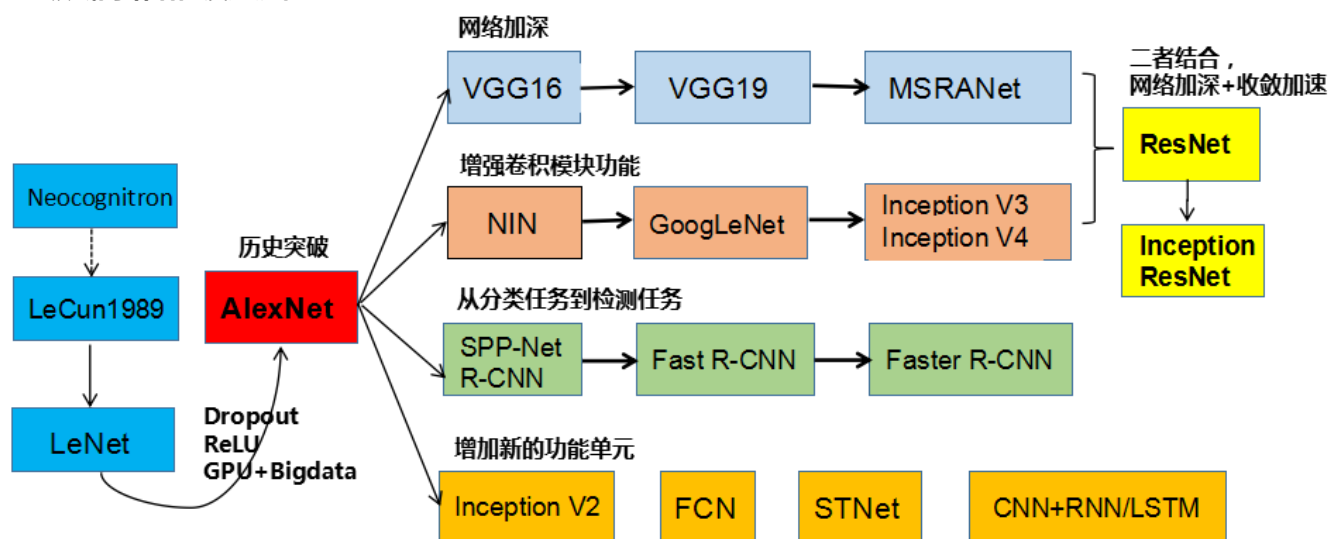 网络加深
VGG16
VGG19
MSRANet
二者结合，
网络加深+收敛加速
ResNet
Inception
ResNet
增强卷积模块功能
NIN
GoogLeNet
Inception V3
Inception V4
Neocognitron
LeCun1989
LeNet
历史突破
AlexNet
Dropout
ReLU
GPU+Bigdata
从分类任务到检测任务
SPP-Net
R-CNN
Fast R-CNN
Faster R-CNN
增加新的功能单元
Inception V2
FCN
STNet
CNN+RNN/LSTM